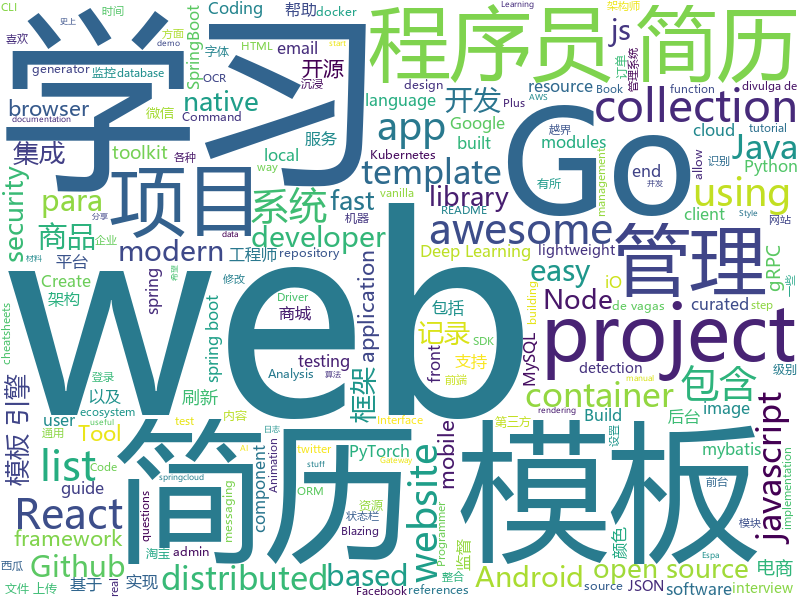 CLI
时间
喜欢
架构师
方面
史上
学习
Coding
帮助
docker
Learning
demo
start
SpringBoot
字体
HTML
程序员
简历
js
订单
管理系统
Book
function
divulga de
generator
监控
database
OCR
沉浸
email
开源
design
resource
Plus
AWS
documentation
微信
Command
native
language
开发
collection
browser
服务
Google
越界
tutorial
集成
各种
app
built
modules
cloud
Java
Kubernetes
Go
allow
toolkit
local
way
template
有所
识别
Python
end
开发
security
para
项目
系统
fast
机器
library
client
managements
using
vanilla
README
awesome
Style
网站
分享
data
商品
企业
modern
developer
Deep Learning
lightweight
gRPC
平台
工程师
repository
管理
材料
希望
Create
easy
iO
Node
de vagas
curated
一些
架构
spring
修改
application
包括
building
step
cheatsheets
spring boot
Driver
商城
记录
SDK
project
MySQL
级别
testing
框架
front
支持
detection
包含
Analysis
算法
前端
Web
登录
以及
刷新
container
后台
user
ecosystem
内容
第三方
Build
image
mybatis
模板 引擎
Tool
test
Interface
list
通用
AI
日志
useful
component
twitter
PyTorch
mobile
website
简历
模板
设置
rendering
manual
Code
guide
stuff
ORM
资源
React
Animation
messaging
状态栏
Blazing
Gateway
javascript
前台
implementation
framework
questions
springcloud
监督
颜色
电商
Github
淘宝
admin
Programmer
模块
Espa
西瓜
整合
Android
open source
基于
实现
distributed
based
source
JSON
文件 上传
real
Facebook
references
software
interview